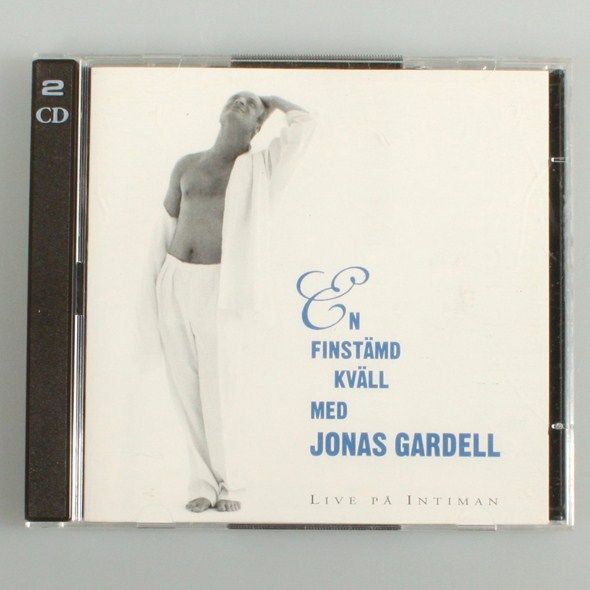 2
CD
En
FINSTÄMD
KVÄLL
MED
JONAS GARDELL
LIVE PÅ INTIMAN